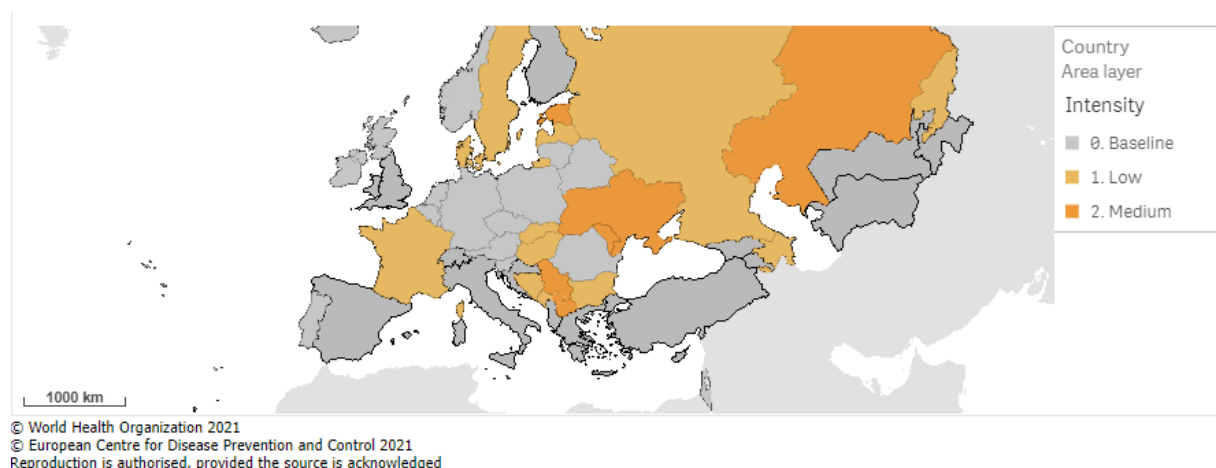 Country
Area layer
Intensity
0. Baseline
1. Low
2. Medium
1000 km
© World Health Organization 2021
© European Centre for Disease Prevention and Control 2021
Reproduction is authorised, provided the source is acknowledged